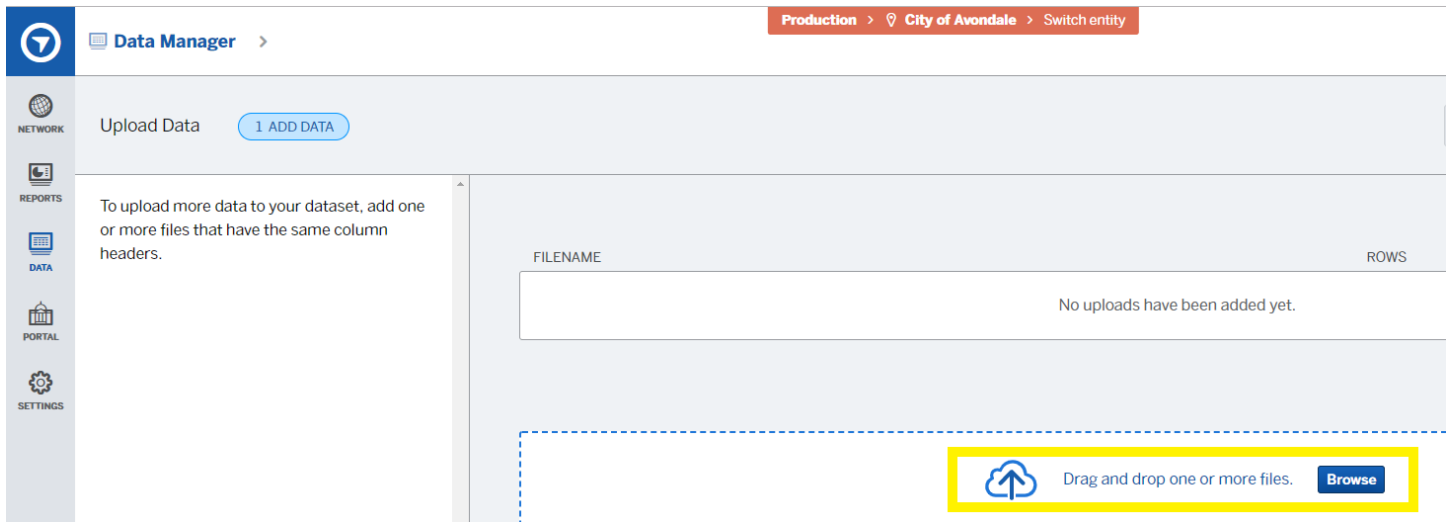 Production > City of Avondale > Switch entity
Data Manager >
NETWORK
REPORTS
DATA
PORTAL
SETTINGS
Upload Data
1 ADD DATA
To upload more data to your dataset, add one
or more files that have the same column
headers.
FILENAME ROWS
No uploads have been added yet.
Drag and drop one or more files. Browse